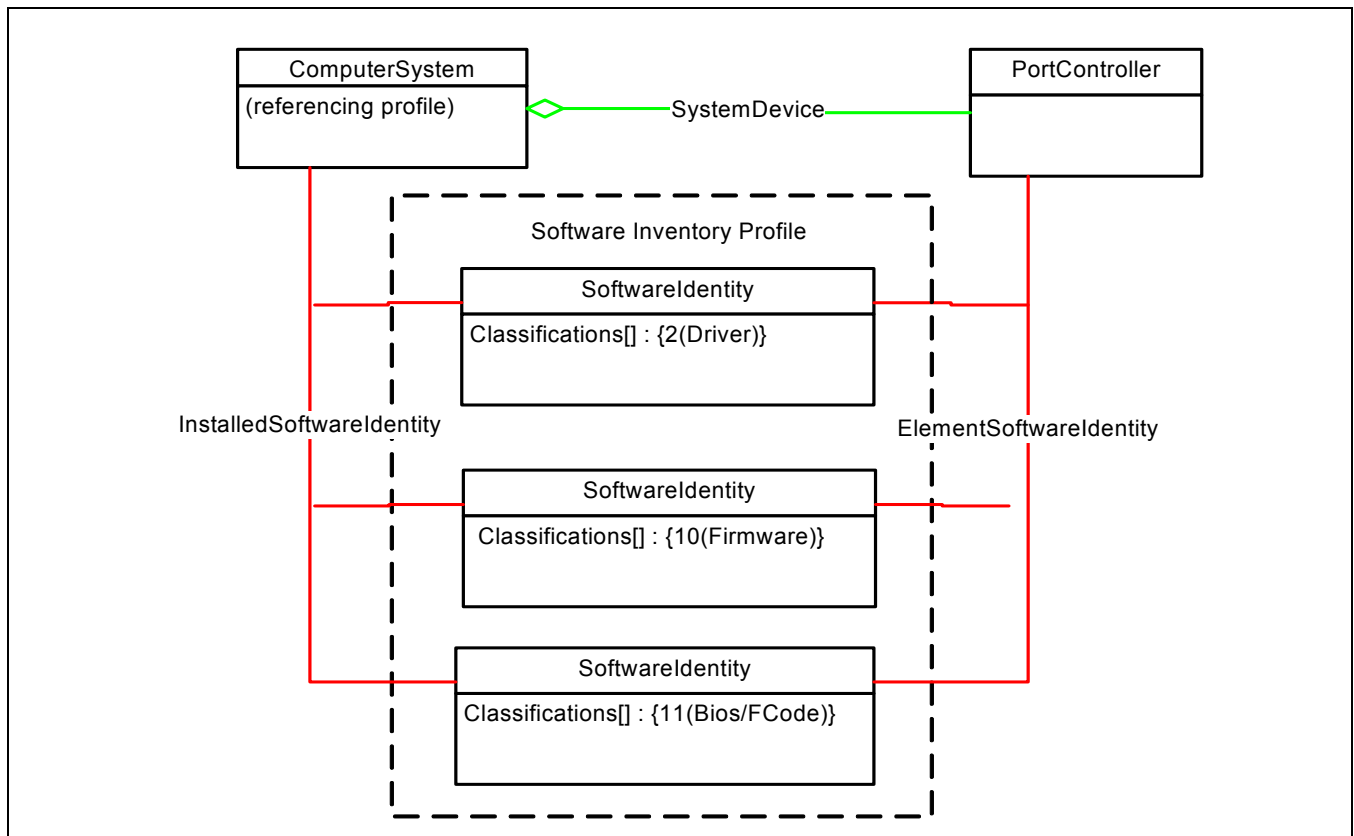 ComputerSystem
(referencing profile)
PortController
SystemDevice
Software Inventory Profile
SoftwareIdentity
Classifications[] : {2(Driver)}
InstalledSoftwareIdentity
ElementSoftwareIdentity
SoftwareIdentity
Classifications[] : {10(Firmware)}
SoftwareIdentity
Classifications[] : {11(Bios/FCode)}